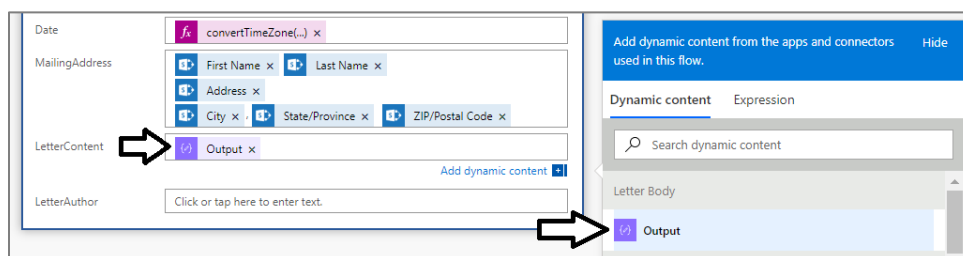 Date
fx convertTimeZone(...) ×
MailingAddress
First Name × Last Name ×
Address ×
City × , State/Province × ZIP/Postal Code ×
LetterContent
Output ×
Add dynamic content +
LetterAuthor
Click or tap here to enter text.
Add dynamic content from the apps and connectors used in this flow.
Hide
Dynamic content Expression
Search dynamic content
Letter Body
Output